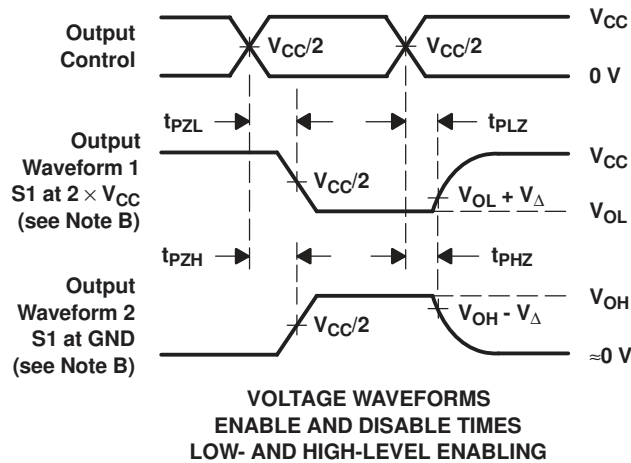 Output
Control
V_CC/2
V_CC/2
V_CC
0 V
t_PZL
t_PLZ
Output
Waveform 1
S1 at 2 × V_CC
(see Note B)
V_CC/2
V_CC
V_OL + V_Δ
V_OL
t_PZH
t_PHZ
Output
Waveform 2
S1 at GND
(see Note B)
V_CC/2
V_OH
V_OH - V_Δ
≈0 V
VOLTAGE WAVEFORMS
ENABLE AND DISABLE TIMES
LOW- AND HIGH-LEVEL ENABLING